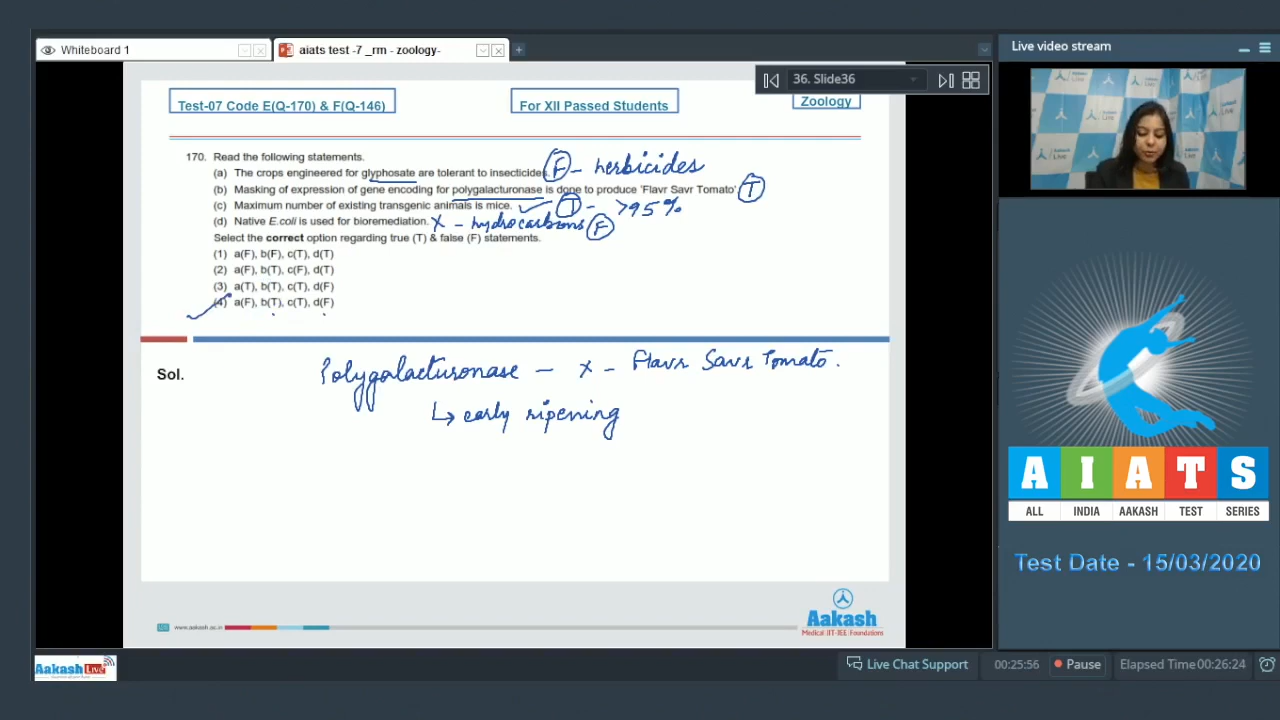 Whiteboard 1
aiats test -7 _rm - zoology-
Live video stream
36. Slide36
Test-07 Code E(Q-170) & F(Q-146)
For XII Passed Students
Zoology
170. Read the following statements.
(a) The crops engineered for glyphosate are tolerant to insecticides. F - herbicides
(b) Masking of expression of gene encoding for polygalacturonase is done to produce 'Flavr Savr Tomato' T
(c) Maximum number of existing transgenic animals is mice. ✓ T - >95%
(d) Native E.coli is used for bioremediation. x - hydrocarbons F
Select the correct option regarding true (T) & false (F) statements.
(1) a(F), b(F), c(T), d(T)
(2) a(F), b(T), c(F), d(T)
(3) a(T), b(T), c(T), d(F)
(4) a(F), b(T), c(T), d(F)
Sol.
Polygalacturonase - x - Flavr Savr Tomato.
↳ early ripening
www.aakash.ac.in
Aakash
Medical|IIT-JEE|Foundations
A I A T S
ALL INDIA AAKASH TEST SERIES
Test Date - 15/03/2020
Aakash Live
Live Chat Support
00:25:56
Pause
Elapsed Time 00:26:24